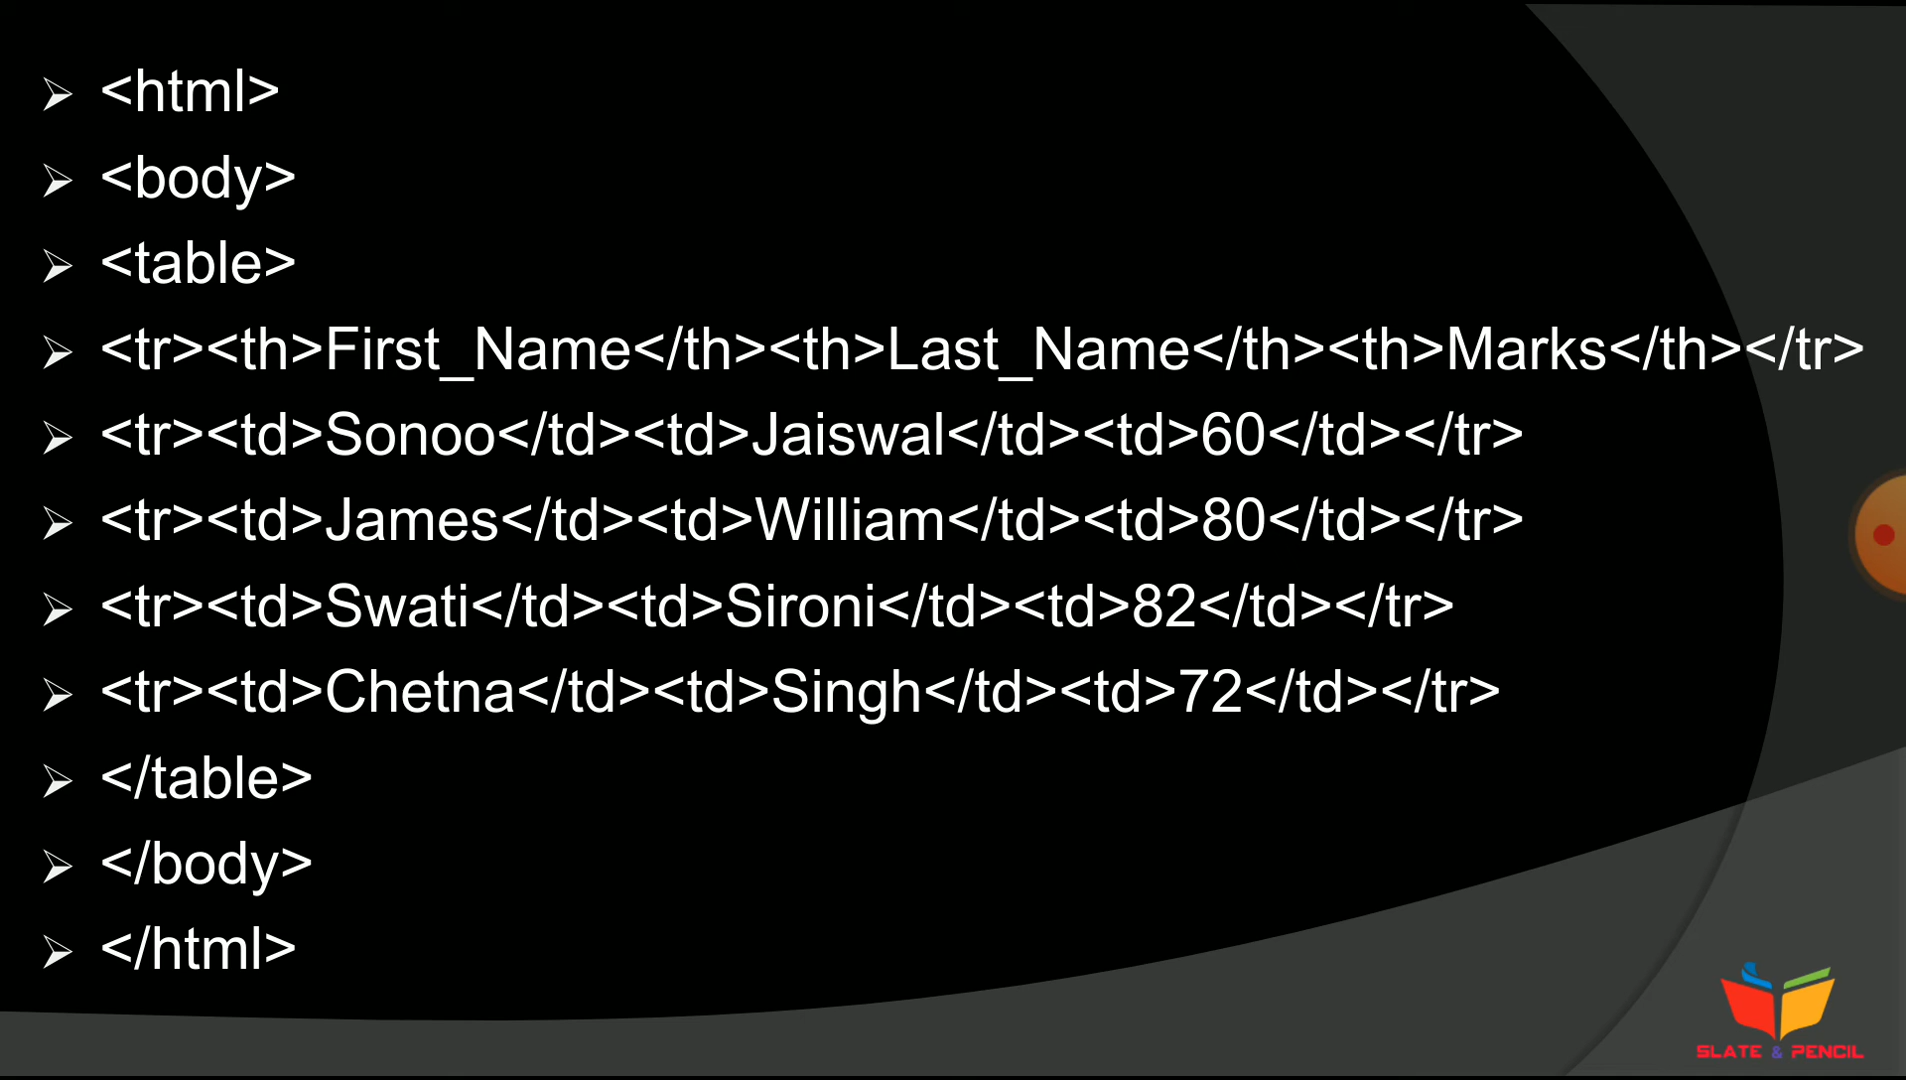 <html>
<body>
<table>
<tr><th>First_Name</th><th>Last_Name</th><th>Marks</th></tr>
<tr><td>Sonoo</td><td>Jaiswal</td><td>60</td></tr>
<tr><td>James</td><td>William</td><td>80</td></tr>
<tr><td>Swati</td><td>Sironi</td><td>82</td></tr>
<tr><td>Chetna</td><td>Singh</td><td>72</td></tr>
</table>
</body>
</html>
SLATE & PENCIL